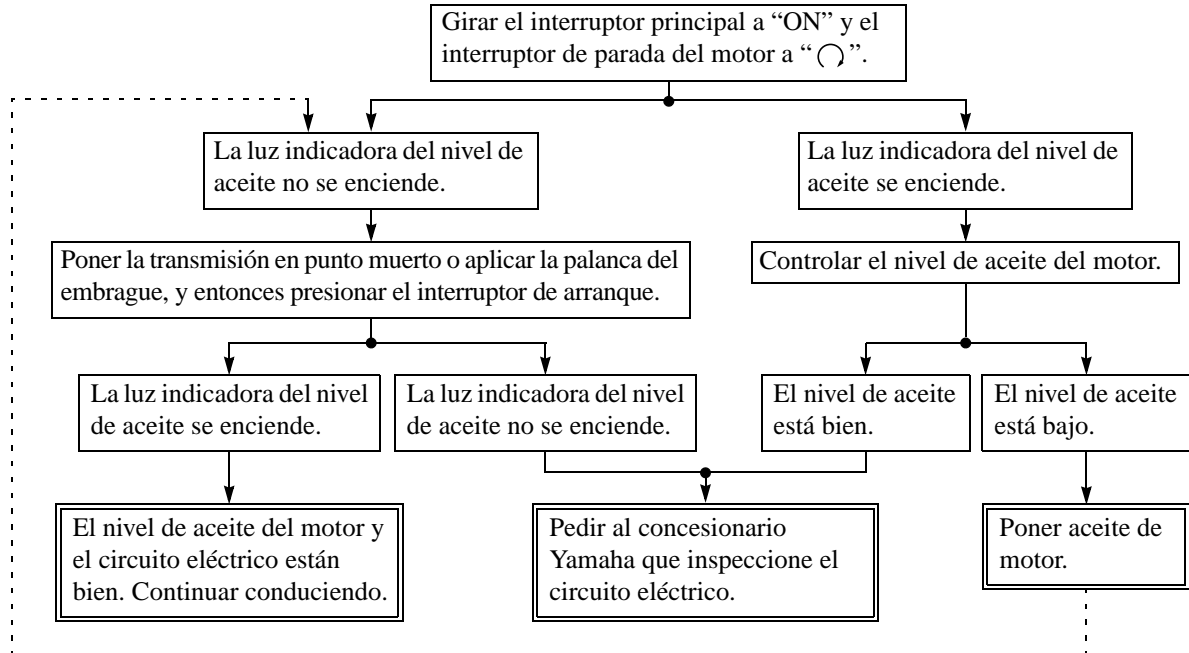 Girar el interruptor principal a “ON” y el
interruptor de parada del motor a “ ”.
La luz indicadora del nivel de
aceite no se enciende.
La luz indicadora del nivel de
aceite se enciende.
Poner la transmisión en punto muerto o aplicar la palanca del
embrague, y entonces presionar el interruptor de arranque.
Controlar el nivel de aceite del motor.
La luz indicadora del nivel
de aceite se enciende.
La luz indicadora del nivel
de aceite no se enciende.
El nivel de aceite
está bien.
El nivel de aceite
está bajo.
El nivel de aceite del motor y
el circuito eléctrico están
bien. Continuar conduciendo.
Pedir al concesionario
Yamaha que inspeccione el
circuito eléctrico.
Poner aceite de
motor.